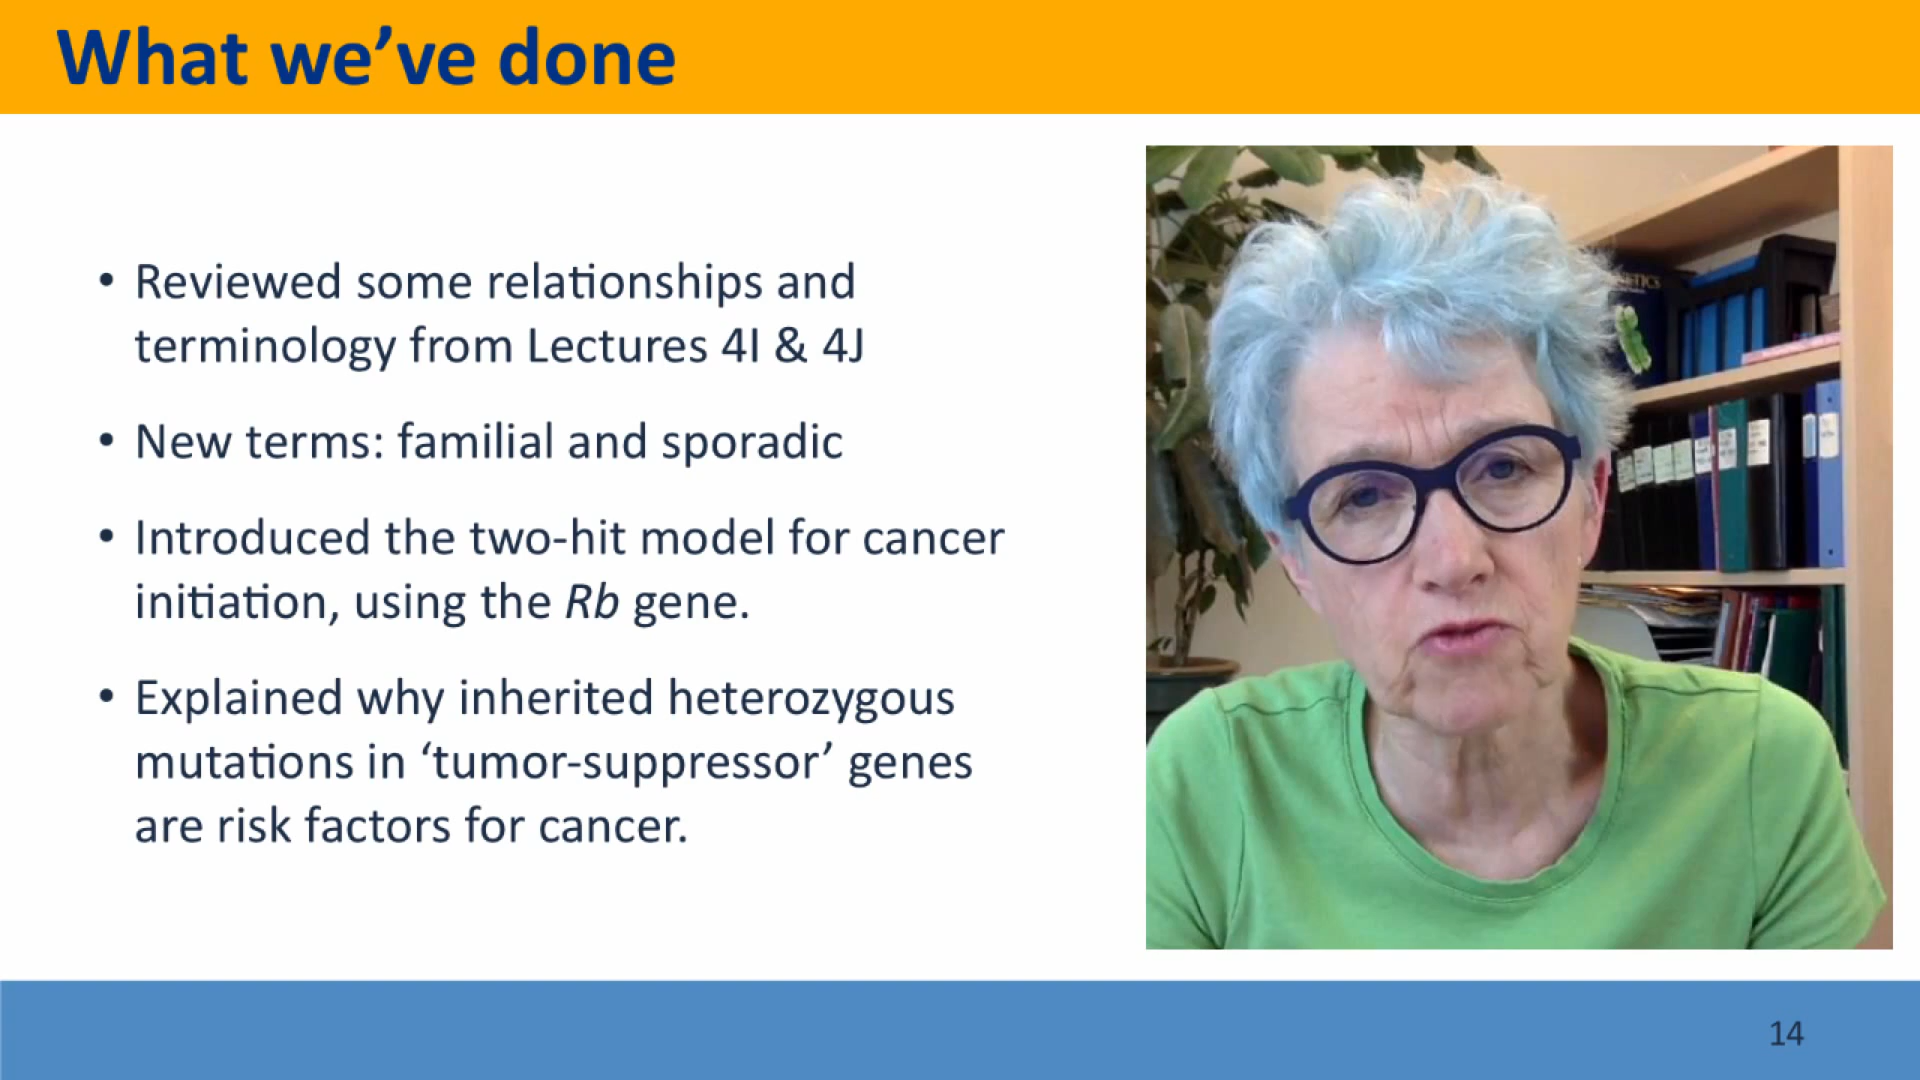 What we’ve done
• Reviewed some relationships and
terminology from Lectures 4I & 4J
• New terms: familial and sporadic
• Introduced the two-hit model for cancer
initiation, using the Rb gene.
• Explained why inherited heterozygous
mutations in ‘tumor-suppressor’ genes
are risk factors for cancer.
14